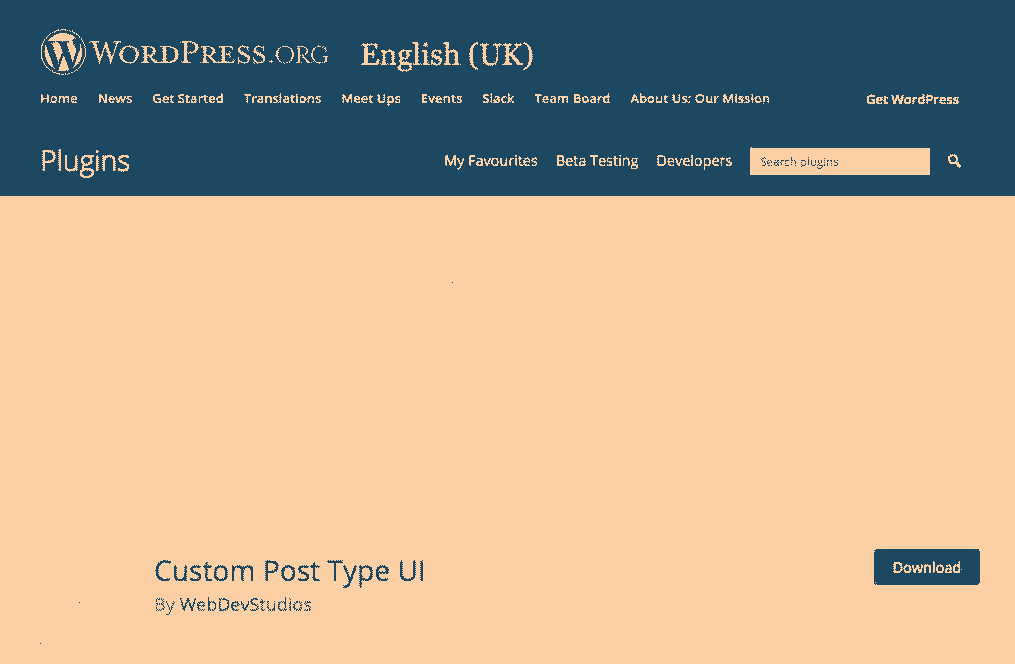 WORDPRESS.ORG English (UK)
Home News Get Started Translations Meet Ups Events Slack Team Board About Us: Our Mission Get WordPress
Plugins My Favourites Beta Testing Developers Search plugins
Custom Post Type UI Download
By WebDevStudios